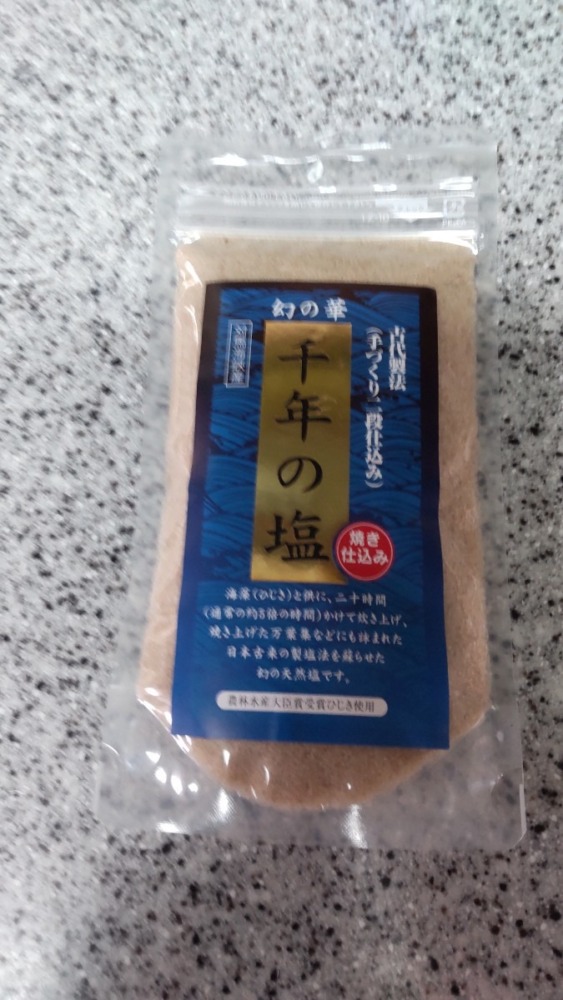 幻の華
千年の塩
古代製法
(手づくり二段仕込み)
焼き
仕込み
海藻(ひじき)と供に、二十時間
(通常の約5倍の時間)かけて炊き上げ、
焼き上げた万葉集などにも詠まれた
日本古来の製塩法を蘇らせた
幻の天然塩です。
農林水産大臣賞受賞ひじき使用